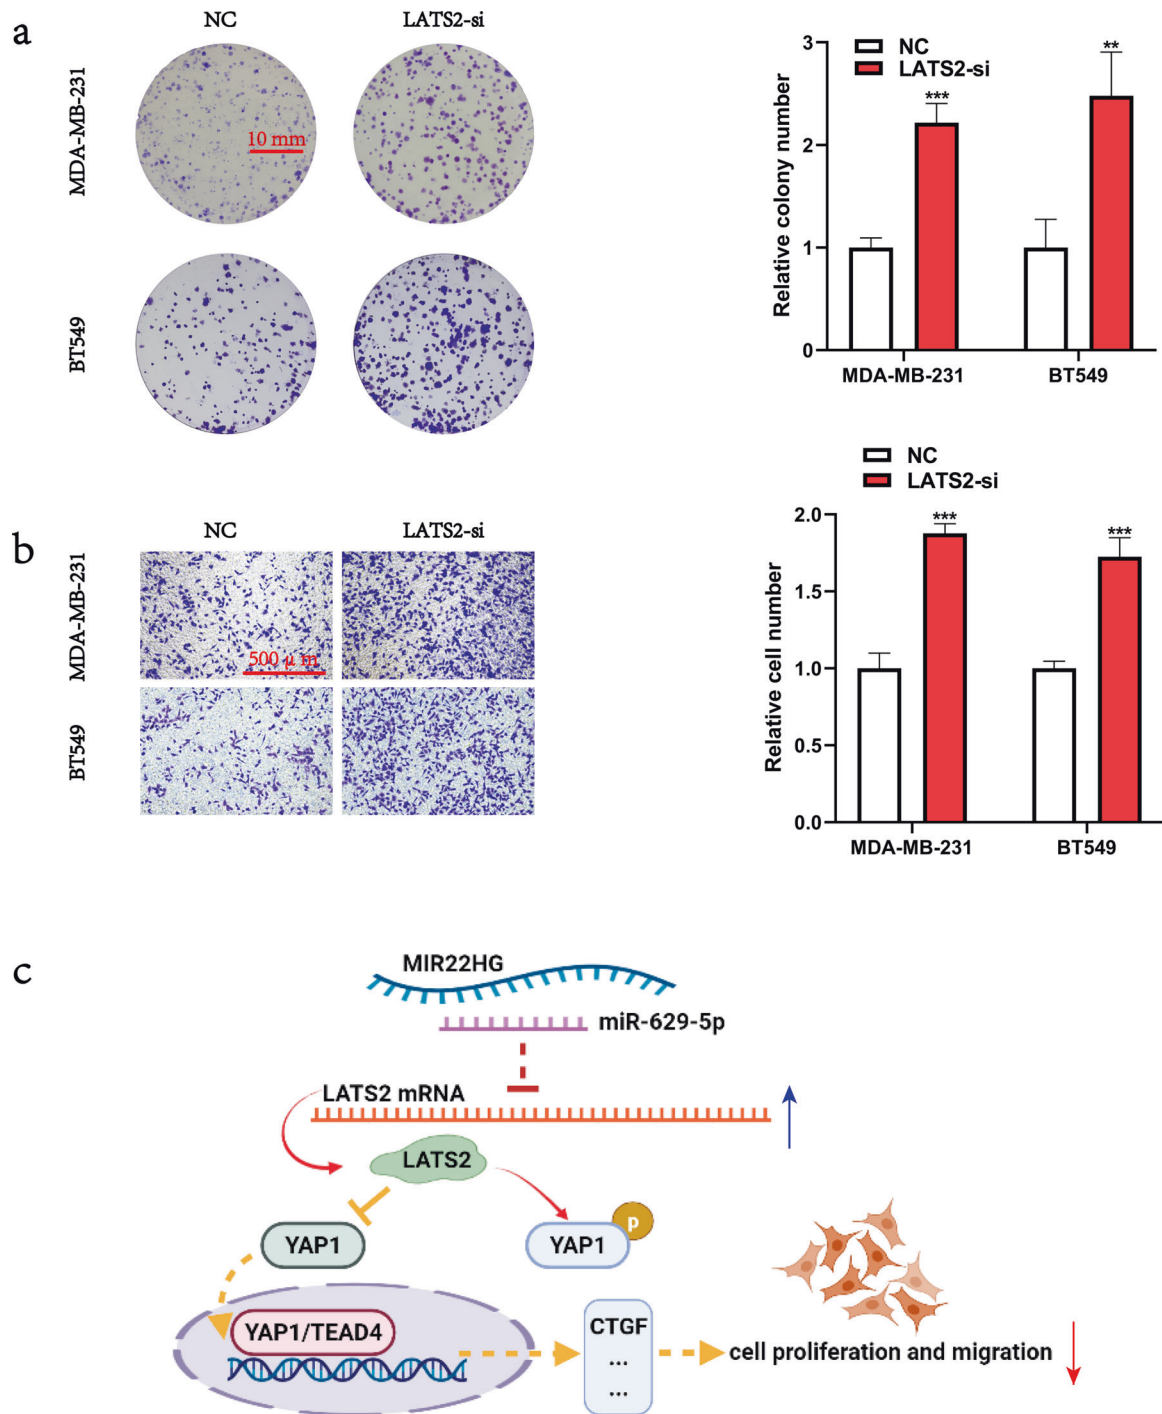 a
NC
LATS2-si
MDA-MB-231
10 mm
BT549
NC
LATS2-si
***
**
Relative colony number
3
2
1
0
MDA-MB-231
BT549
b
NC
LATS2-si
MDA-MB-231
500 μ m
BT549
NC
LATS2-si
***
***
Relative cell number
2.0
1.5
1.0
0.5
0.0
MDA-MB-231
BT549
c
MIR22HG
miR-629-5p
LATS2 mRNA
LATS2
YAP1
YAP1
p
YAP1/TEAD4
CTGF
...
...
cell proliferation and migration